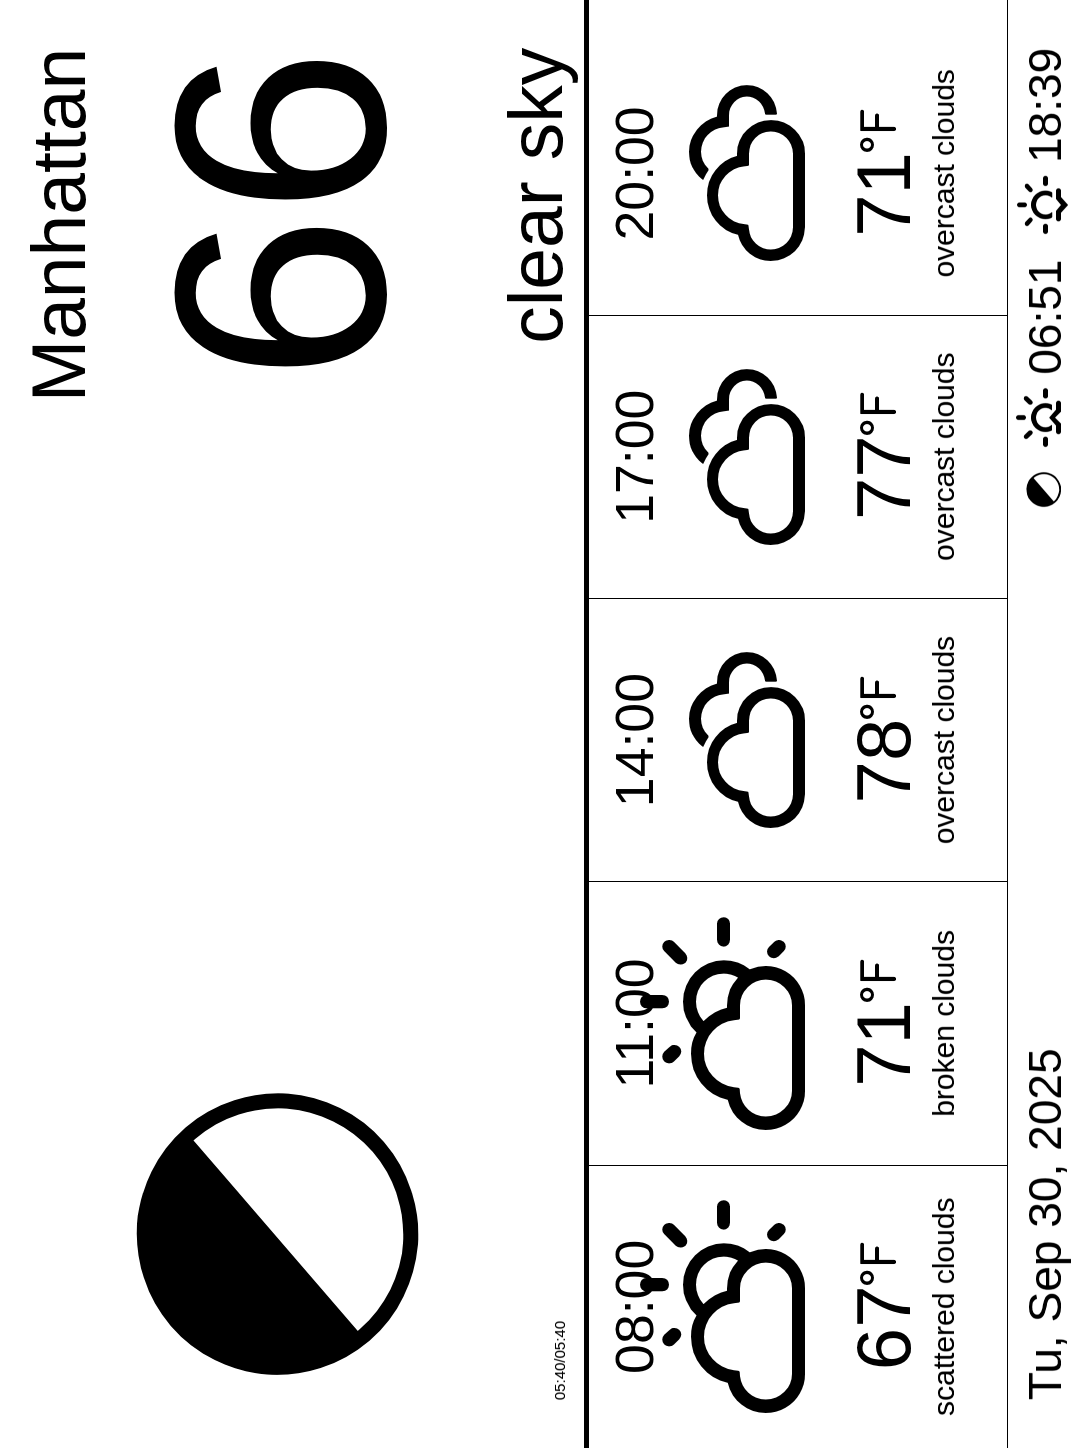 Manhattan
66
clear sky
05:40/05:40
08:00 11:00 14:00 17:00 20:00
67°F 71°F 78°F 77°F 71°F
scattered clouds broken clouds overcast clouds overcast clouds overcast clouds
Tu, Sep 30, 2025 06:51 18:39